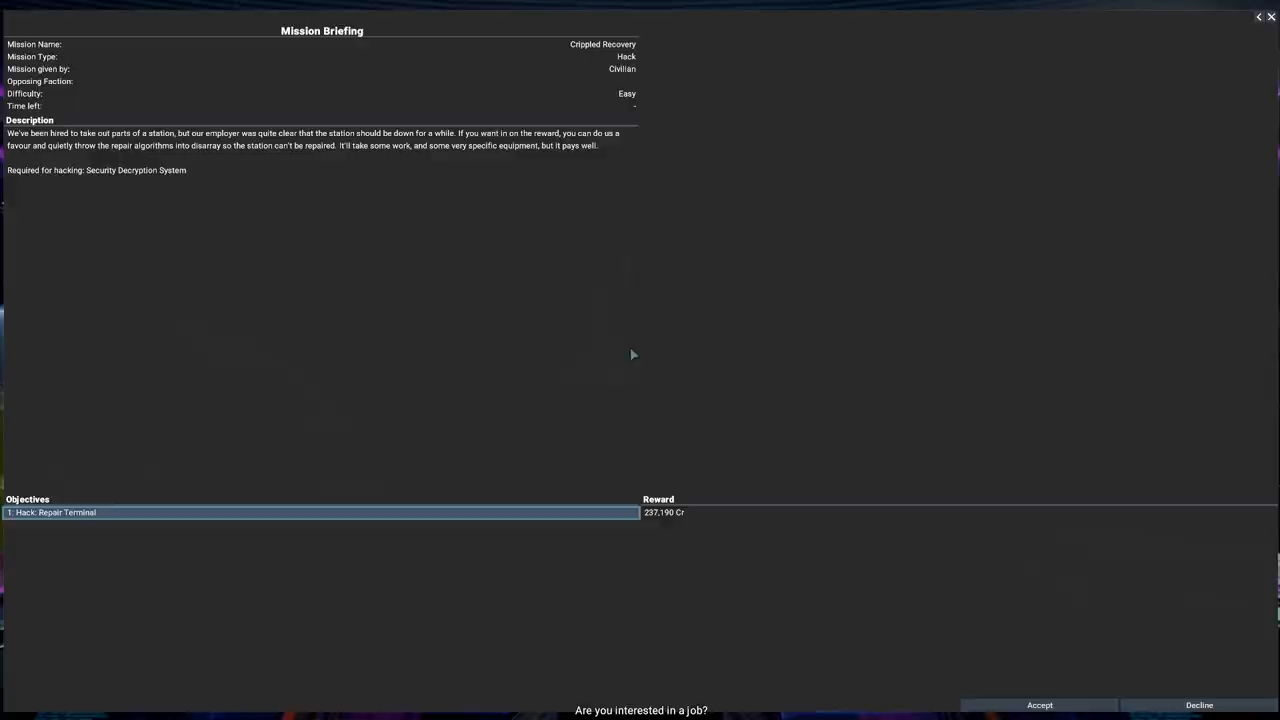 Mission Briefing
Mission Name: Crippled Recovery
Mission Type: Hack
Mission given by: Civilian
Opposing Faction:
Difficulty: Easy
Time left: -
Description
We've been hired to take out parts of a station, but our employer was quite clear that the station should be down for a while. If you want in on the reward, you can do us a
favour and quietly throw the repair algorithms into disarray so the station can't be repaired. It'll take some work, and some very specific equipment, but it pays well.
Required for hacking: Security Decryption System
Objectives Reward
1: Hack: Repair Terminal 237,190 Cr
Accept Decline
Are you interested in a job?